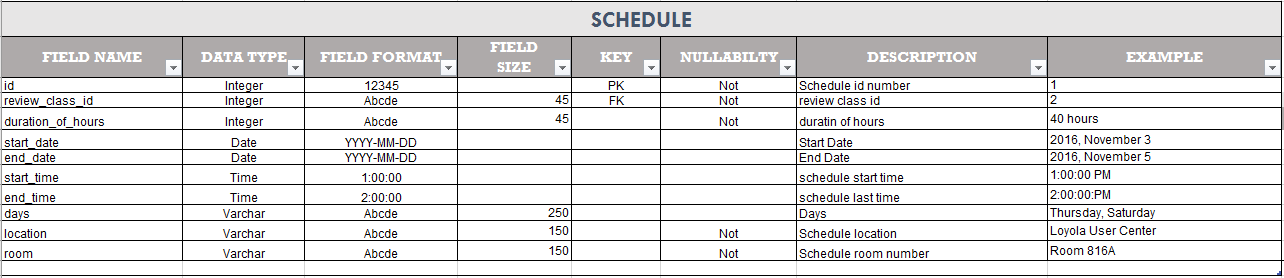 SCHEDULE
FIELD NAME DATA TYPE FIELD FORMAT FIELD SIZE KEY NULLABILTY DESCRIPTION EXAMPLE
id Integer 12345 PK Not Schedule id number 1
review_class_id Integer Abcde 45 FK Not review class id 2
duration_of_hours Integer Abcde 45 Not duratin of hours 40 hours
start_date Date YYYY-MM-DD Start Date 2016, November 3
end_date Date YYYY-MM-DD End Date 2016, November 5
start_time Time 1:00:00 schedule start time 1:00:00 PM
end_time Time 2:00:00 schedule last time 2:00:00:PM
days Varchar Abcde 250 Days Thursday, Saturday
location Varchar Abcde 150 Not Schedule location Loyola User Center
room Varchar Abcde 150 Not Schedule room number Room 816A